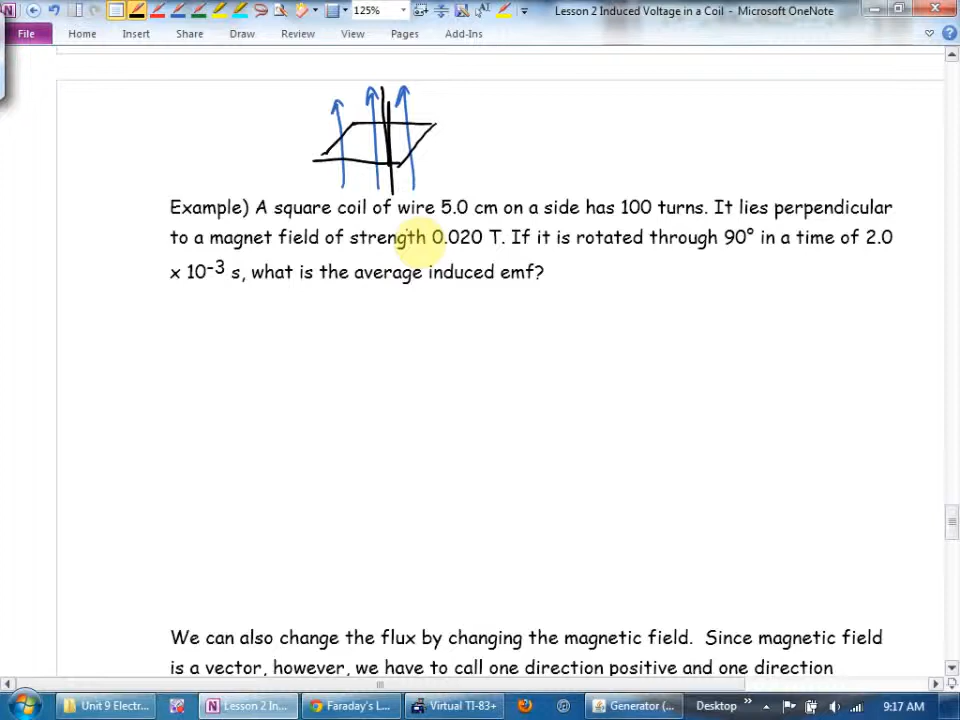 125%
Lesson 2 Induced Voltage in a Coil - Microsoft OneNote
File Home Insert Share Draw Review View Pages Add-Ins
Example) A square coil of wire 5.0 cm on a side has 100 turns. It lies perpendicular
to a magnet field of strength 0.020 T. If it is rotated through 90° in a time of 2.0
x 10⁻³ s, what is the average induced emf?
We can also change the flux by changing the magnetic field. Since magnetic field
is a vector, however, we have to call one direction positive and one direction
Unit 9 Electr... Lesson 2 In... Faraday's L... Virtual TI-83+ Generator (... Desktop 9:17 AM